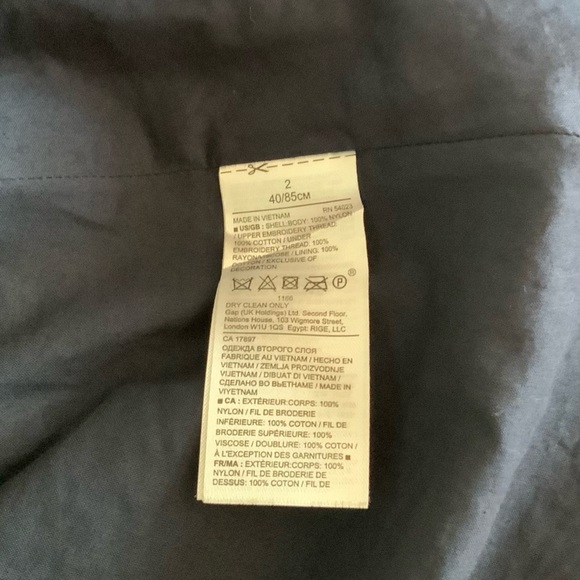 2
40/85CM
MADE IN VIETNAM RN 54023
■ US/GB : SHELL:BODY: 100% NYLON
/ UPPER EMBROIDERY THREAD:
100% COTTON / UNDER
EMBROIDERY THREAD: 100%
RAYON/VISCOSE / LINING: 100%
COTTON / EXCLUSIVE OF
DECORATION
P ®
1166
DRY CLEAN ONLY
Gap (UK Holdings) Ltd. Second Floor,
Nations House, 103 Wigmore Street,
London W1U 1QS Egypt: RIGE, LLC
CA 17897
ОДЕЖДА ВТОРОГО СЛОЯ
FABRIQUE AU VIETNAM / HECHO EN
VIETNAM / ZEMLJA PROIZVODNJE
VIJETNAM / DIBUAT DI VIETNAM /
СДЕЛАНО ВО ВЬЕТНАМЕ / MADE IN
VIYETNAM
■ CA : EXTÉRIEUR:CORPS: 100%
NYLON / FIL DE BRODERIE
INFÉRIEURE: 100% COTON / FIL DE
BRODERIE SUPÉRIEURE: 100%
VISCOSE / DOUBLURE: 100% COTON /
À L'EXCEPTION DES GARNITURES ■
FR/MA : EXTÉRIEUR:CORPS: 100%
NYLON / FIL DE BRODERIE DE
DESSUS: 100% COTON / FIL DE